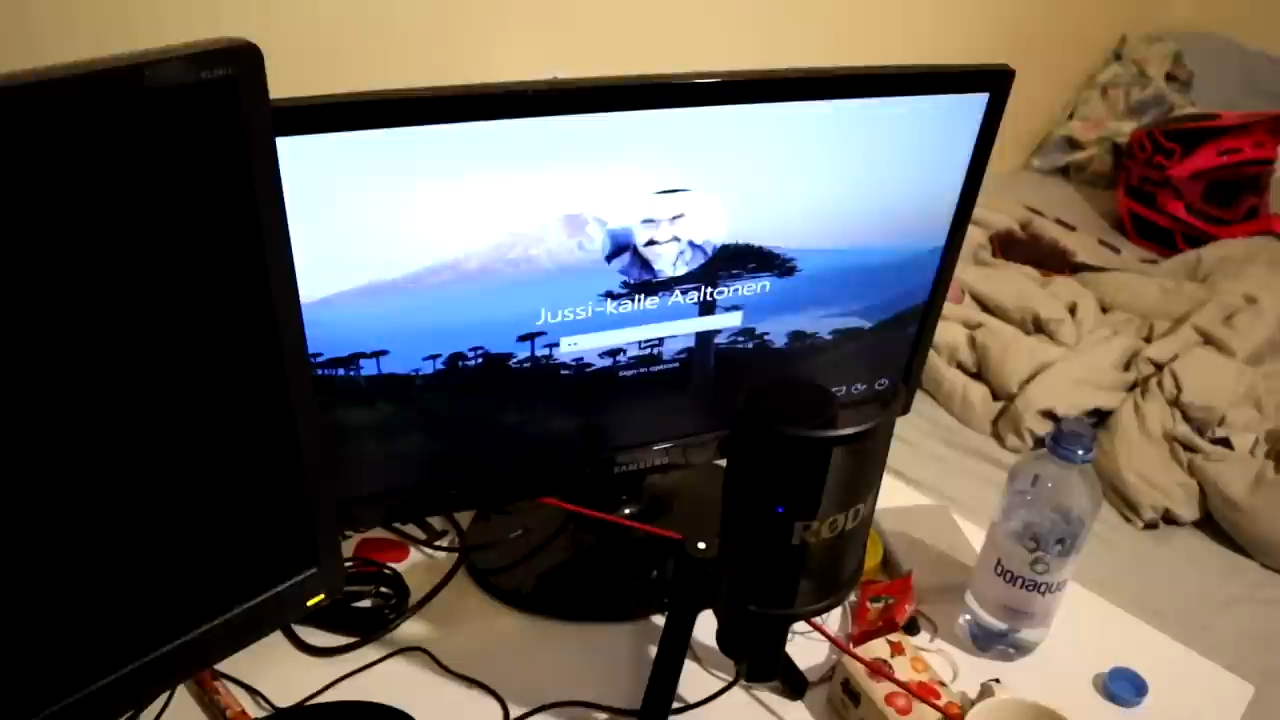 Jussi-kalle Aaltonen
Sign-in options
SAMSUNG
RØDE
bonaqua